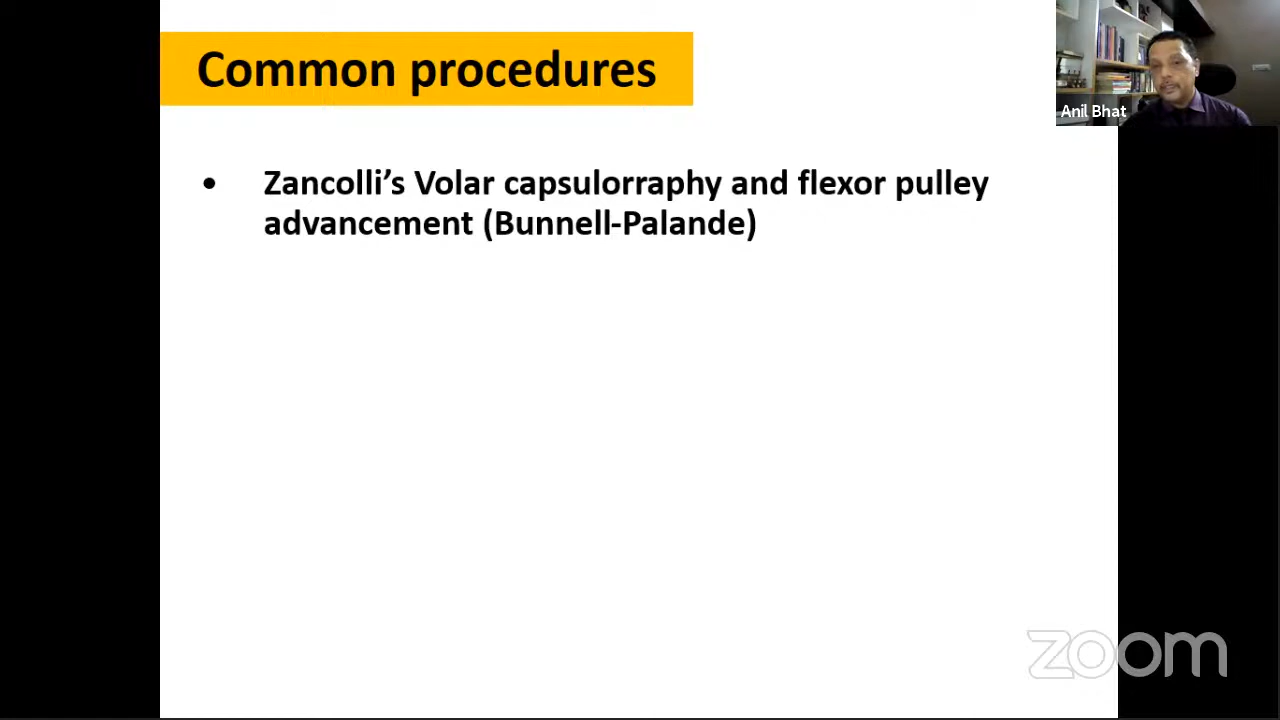 Common procedures
Anil Bhat
• Zancolli’s Volar capsulorraphy and flexor pulley
advancement (Bunnell-Palande)
zoom